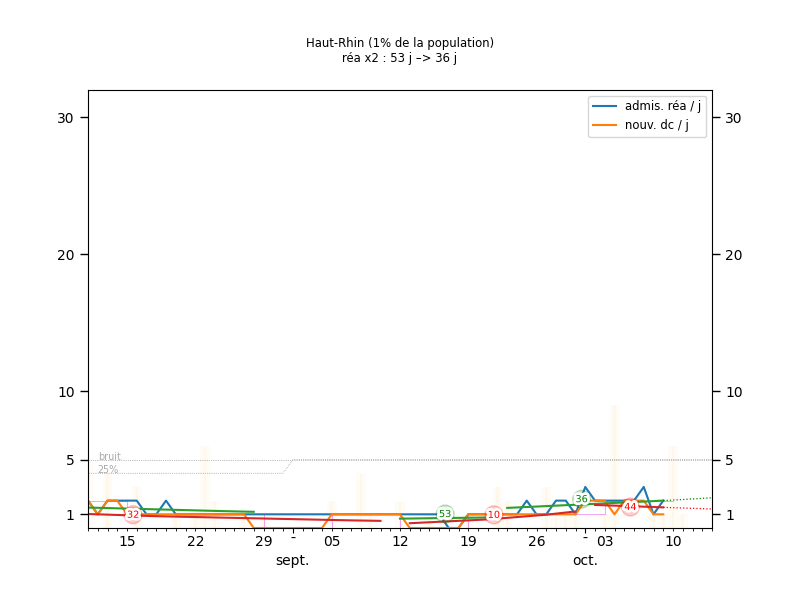 Haut-Rhin (1% de la population)
réa x2 : 53 j –> 36 j
admis. réa / j
nouv. dc / j
30 30
20 20
10 10
5 5
1 1
bruit
25%
32 53 10 36 44
15 22 29 - 05 12 19 26 - 03 10
sept. oct.